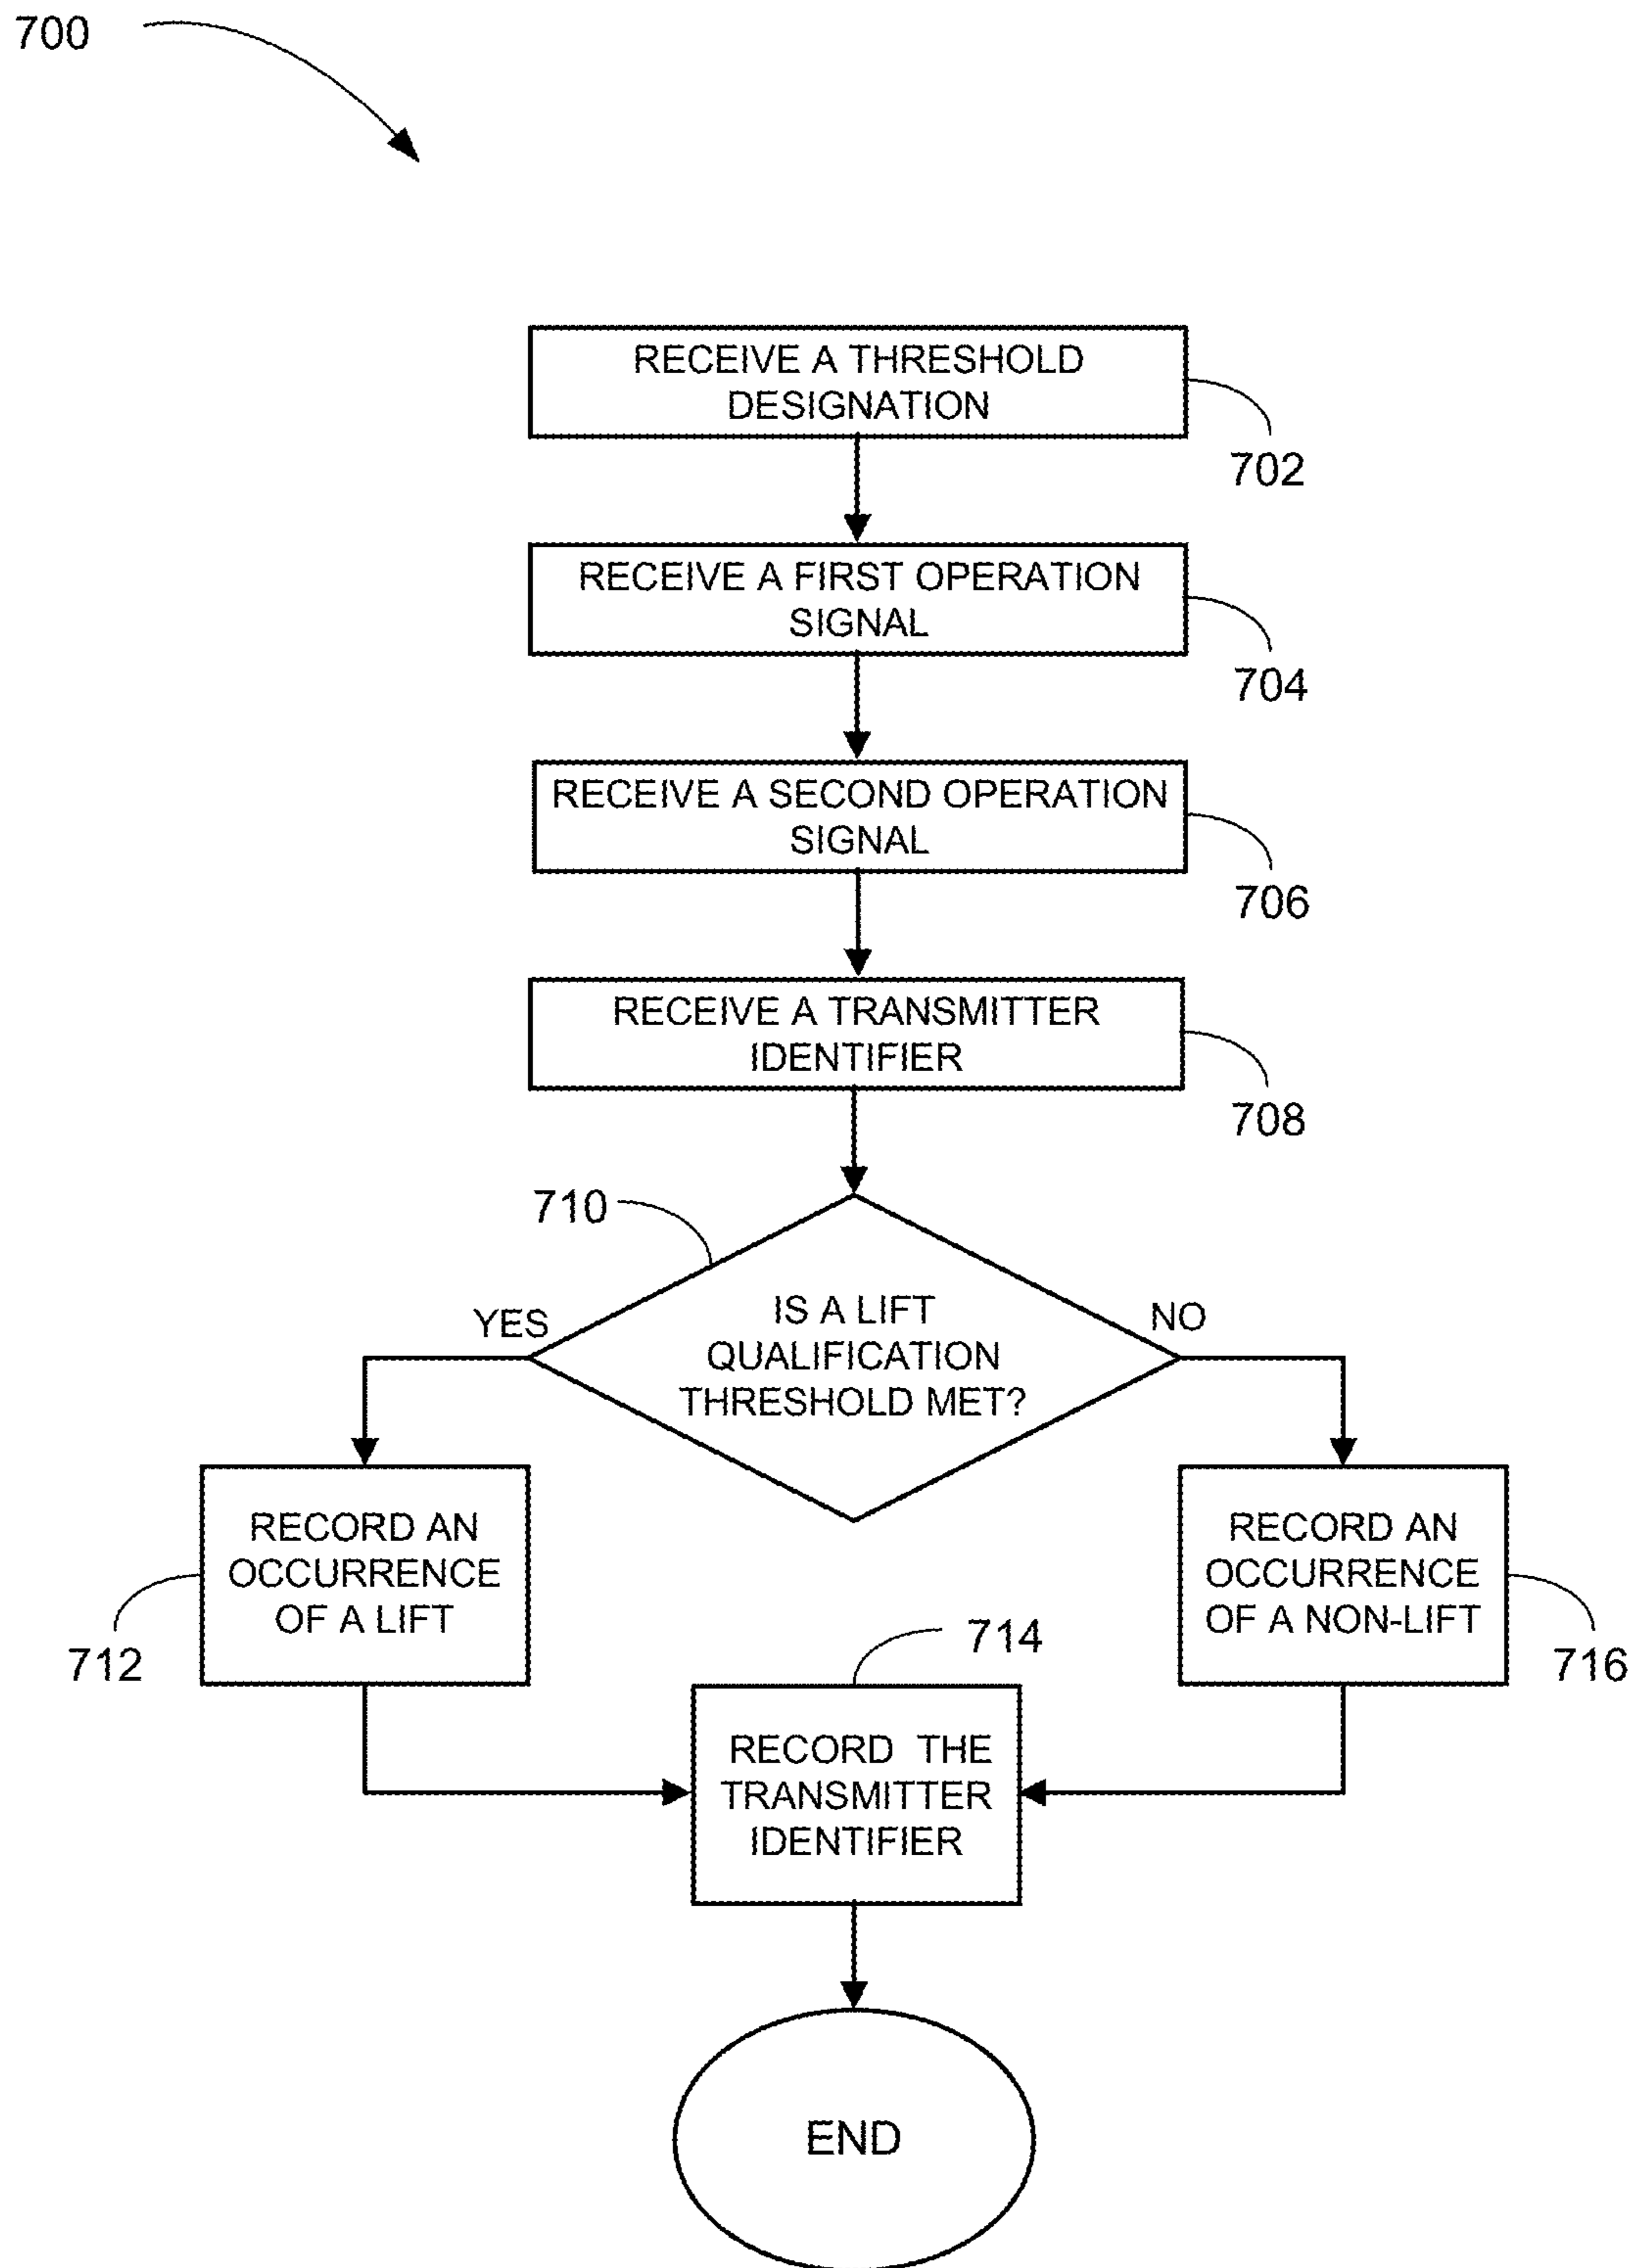 700
RECEIVE A THRESHOLD
DESIGNATION
702
RECEIVE A FIRST OPERATION
SIGNAL
704
RECEIVE A SECOND OPERATION
SIGNAL
706
RECEIVE A TRANSMITTER
IDENTIFIER
708
710
YES
IS A LIFT
QUALIFICATION
THRESHOLD MET?
NO
RECORD AN
OCCURRENCE
OF A LIFT
712
RECORD AN
OCCURRENCE
OF A NON-LIFT
716
714
RECORD THE
TRANSMITTER
IDENTIFIER
END